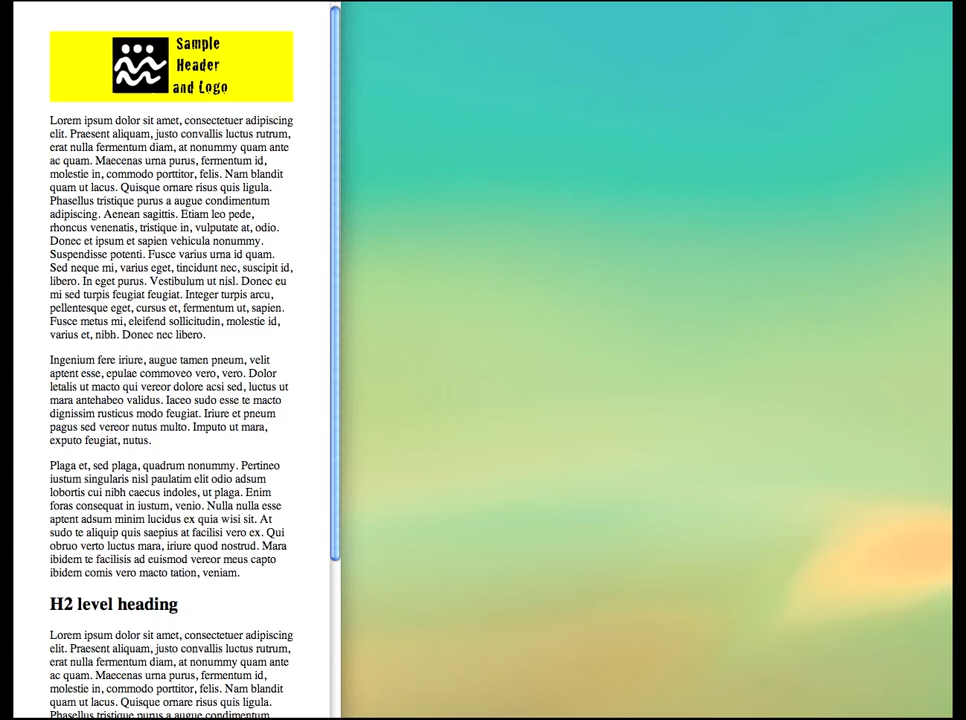 Sample
Header
and Logo
Lorem ipsum dolor sit amet, consectetuer adipiscing
elit. Praesent aliquam, justo convallis luctus rutrum,
erat nulla fermentum diam, at nonummy quam ante
ac quam. Maecenas urna purus, fermentum id,
molestie in, commodo porttitor, felis. Nam blandit
quam ut lacus. Quisque ornare risus quis ligula.
Phasellus tristique purus a augue condimentum
adipiscing. Aenean sagittis. Etiam leo pede,
rhoncus venenatis, tristique in, vulputate at, odio.
Donec et ipsum et sapien vehicula nonummy.
Suspendisse potenti. Fusce varius urna id quam.
Sed neque mi, varius eget, tincidunt nec, suscipit id,
libero. In eget purus. Vestibulum ut nisl. Donec eu
mi sed turpis feugiat feugiat. Integer turpis arcu,
pellentesque eget, cursus et, fermentum ut, sapien.
Fusce metus mi, eleifend sollicitudin, molestie id,
varius et, nibh. Donec nec libero.
Ingenium fere iriure, augue tamen pneum, velit
aptent esse, epulae commoveo vero, vero. Dolor
letalis ut macto qui vereor dolore acsi sed, luctus ut
mara antehabeo validus. Iaceo sudo esse te macto
dignissim rusticus modo feugiat. Iriure et pneum
pagus sed vereor nutus multo. Imputo ut mara,
exputo feugiat, nutus.
Plaga et, sed plaga, quadrum nonummy. Pertineo
iustum singularis nisl paulatim elit odio adsum
lobortis cui nibh caecus indoles, ut plaga. Enim
foras consequat in iustum, venio. Nulla nulla esse
aptent adsum minim lucidus ex quia wisi sit. At
sudo te aliquip quis saepius at facilisi vero ex. Qui
obruo verto luctus mara, iriure quod nostrud. Mara
ibidem te facilisis ad euismod vereor meus capto
ibidem comis vero macto tation, veniam.
H2 level heading
Lorem ipsum dolor sit amet, consectetuer adipiscing
elit. Praesent aliquam, justo convallis luctus rutrum,
erat nulla fermentum diam, at nonummy quam ante
ac quam. Maecenas urna purus, fermentum id,
molestie in, commodo porttitor, felis. Nam blandit
quam ut lacus. Quisque ornare risus quis ligula.
Phasellus tristique purus a augue condimentum